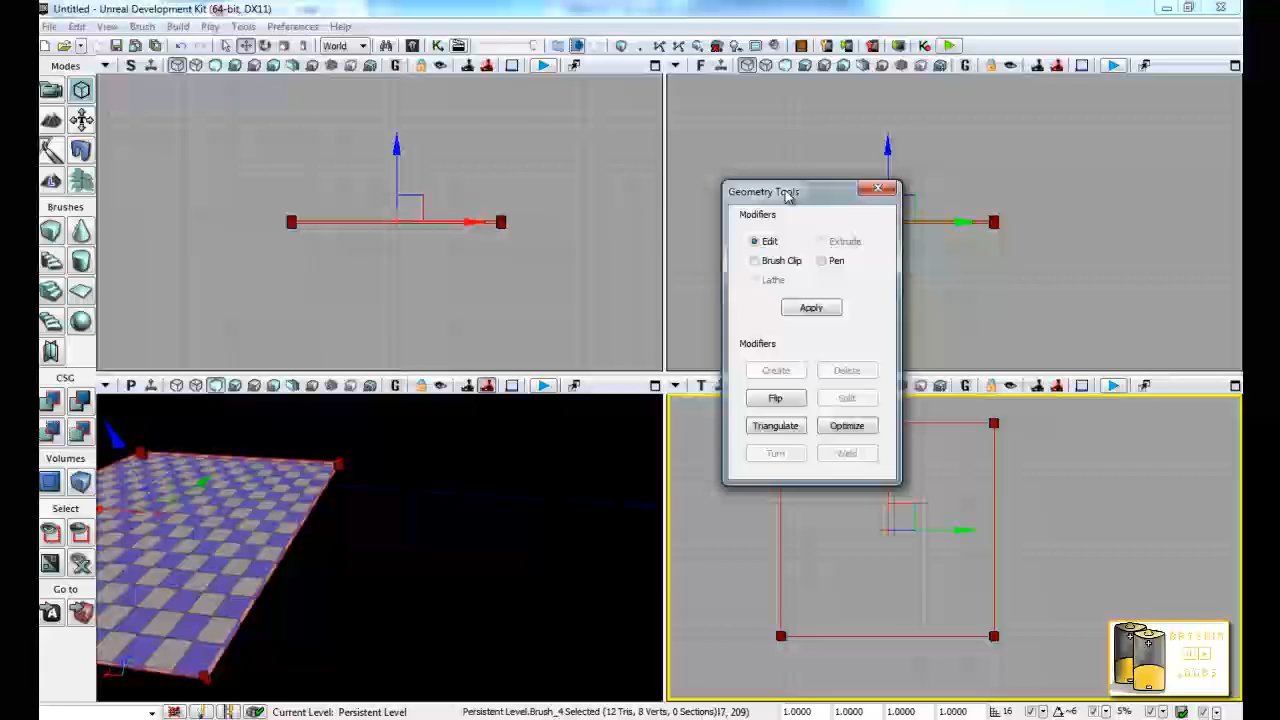 Untitled - Unreal Development Kit (64-bit, DX11)
File Edit View Brush Build Play Tools Preferences Help
World
Modes
S G
F G
Geometry Tools
Modifiers
Edit Extrude
Brush Clip Pen
Lathe
Apply
Modifiers
Create Delete
Flip Split
Triangulate Optimize
Turn Weld
Brushes
CSG
P G
T G
Volumes
Select
Go to
Current Level: Persistent Level
Persistent Level.Brush_4 Selected (12 Tris, 8 Verts, 0 Sections)
17, 209)
1.0000 1.0000 1.0000 1.0000
16 ~6 5%